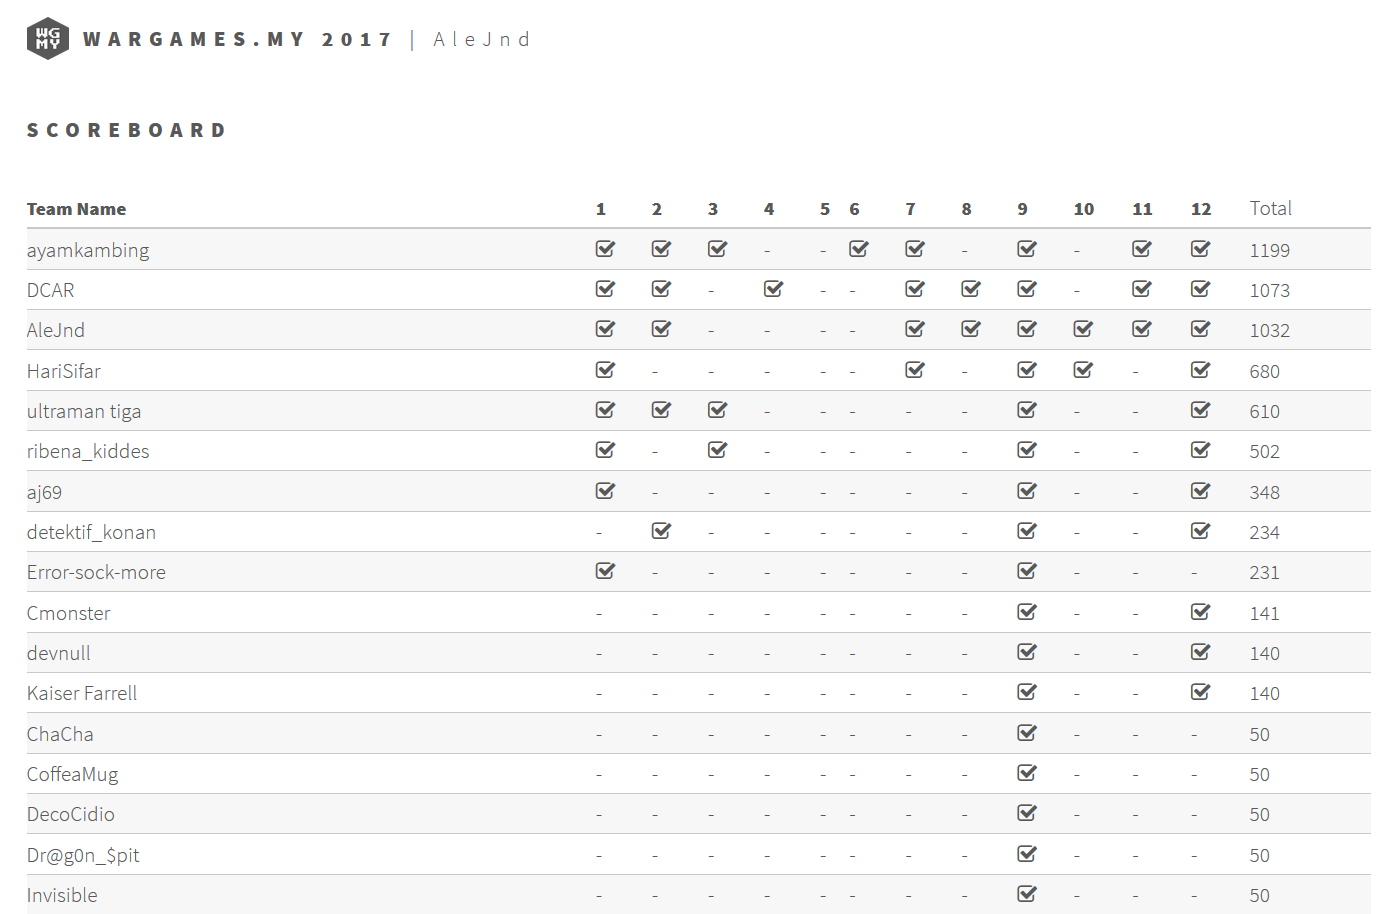 WG MY WARGAMES.MY 2017 | AleJnd
SCOREBOARD
Team Name 1 2 3 4 5 6 7 8 9 10 11 12 Total
ayamkambing - - - - 1199
DCAR - - - - 1073
AleJnd - - - - 1032
HariSifar - - - - - - - 680
ultraman tiga - - - - - - - 610
ribena_kiddes - - - - - - - - 502
aj69 - - - - - - - - - 348
detektif_konan - - - - - - - - - 234
Error-sock-more - - - - - - - - - - 231
Cmonster - - - - - - - - - - 141
devnull - - - - - - - - - - 140
Kaiser Farrell - - - - - - - - - - 140
ChaCha - - - - - - - - - - - 50
CoffeaMug - - - - - - - - - - - 50
DecoCidio - - - - - - - - - - - 50
Dr@g0n_$pit - - - - - - - - - - - 50
Invisible - - - - - - - - - - - 50